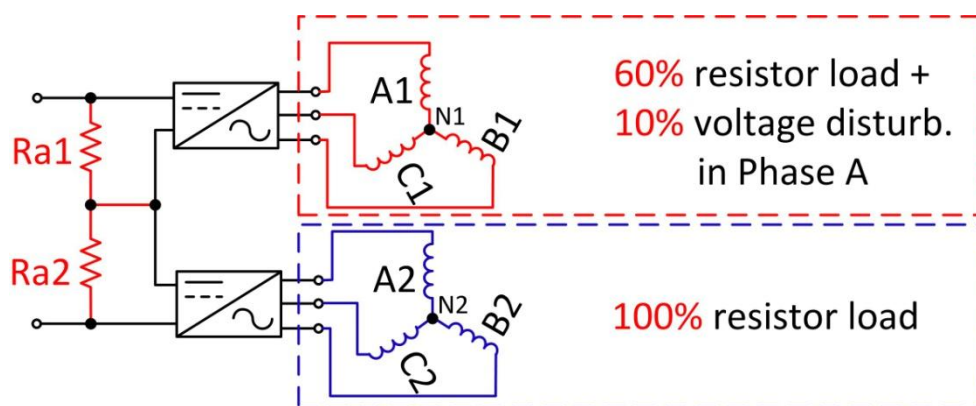 A1
N1
B1
C1
60% resistor load +
10% voltage disturb.
in Phase A
Ra1
Ra2
A2
N2
B2
C2
100% resistor load